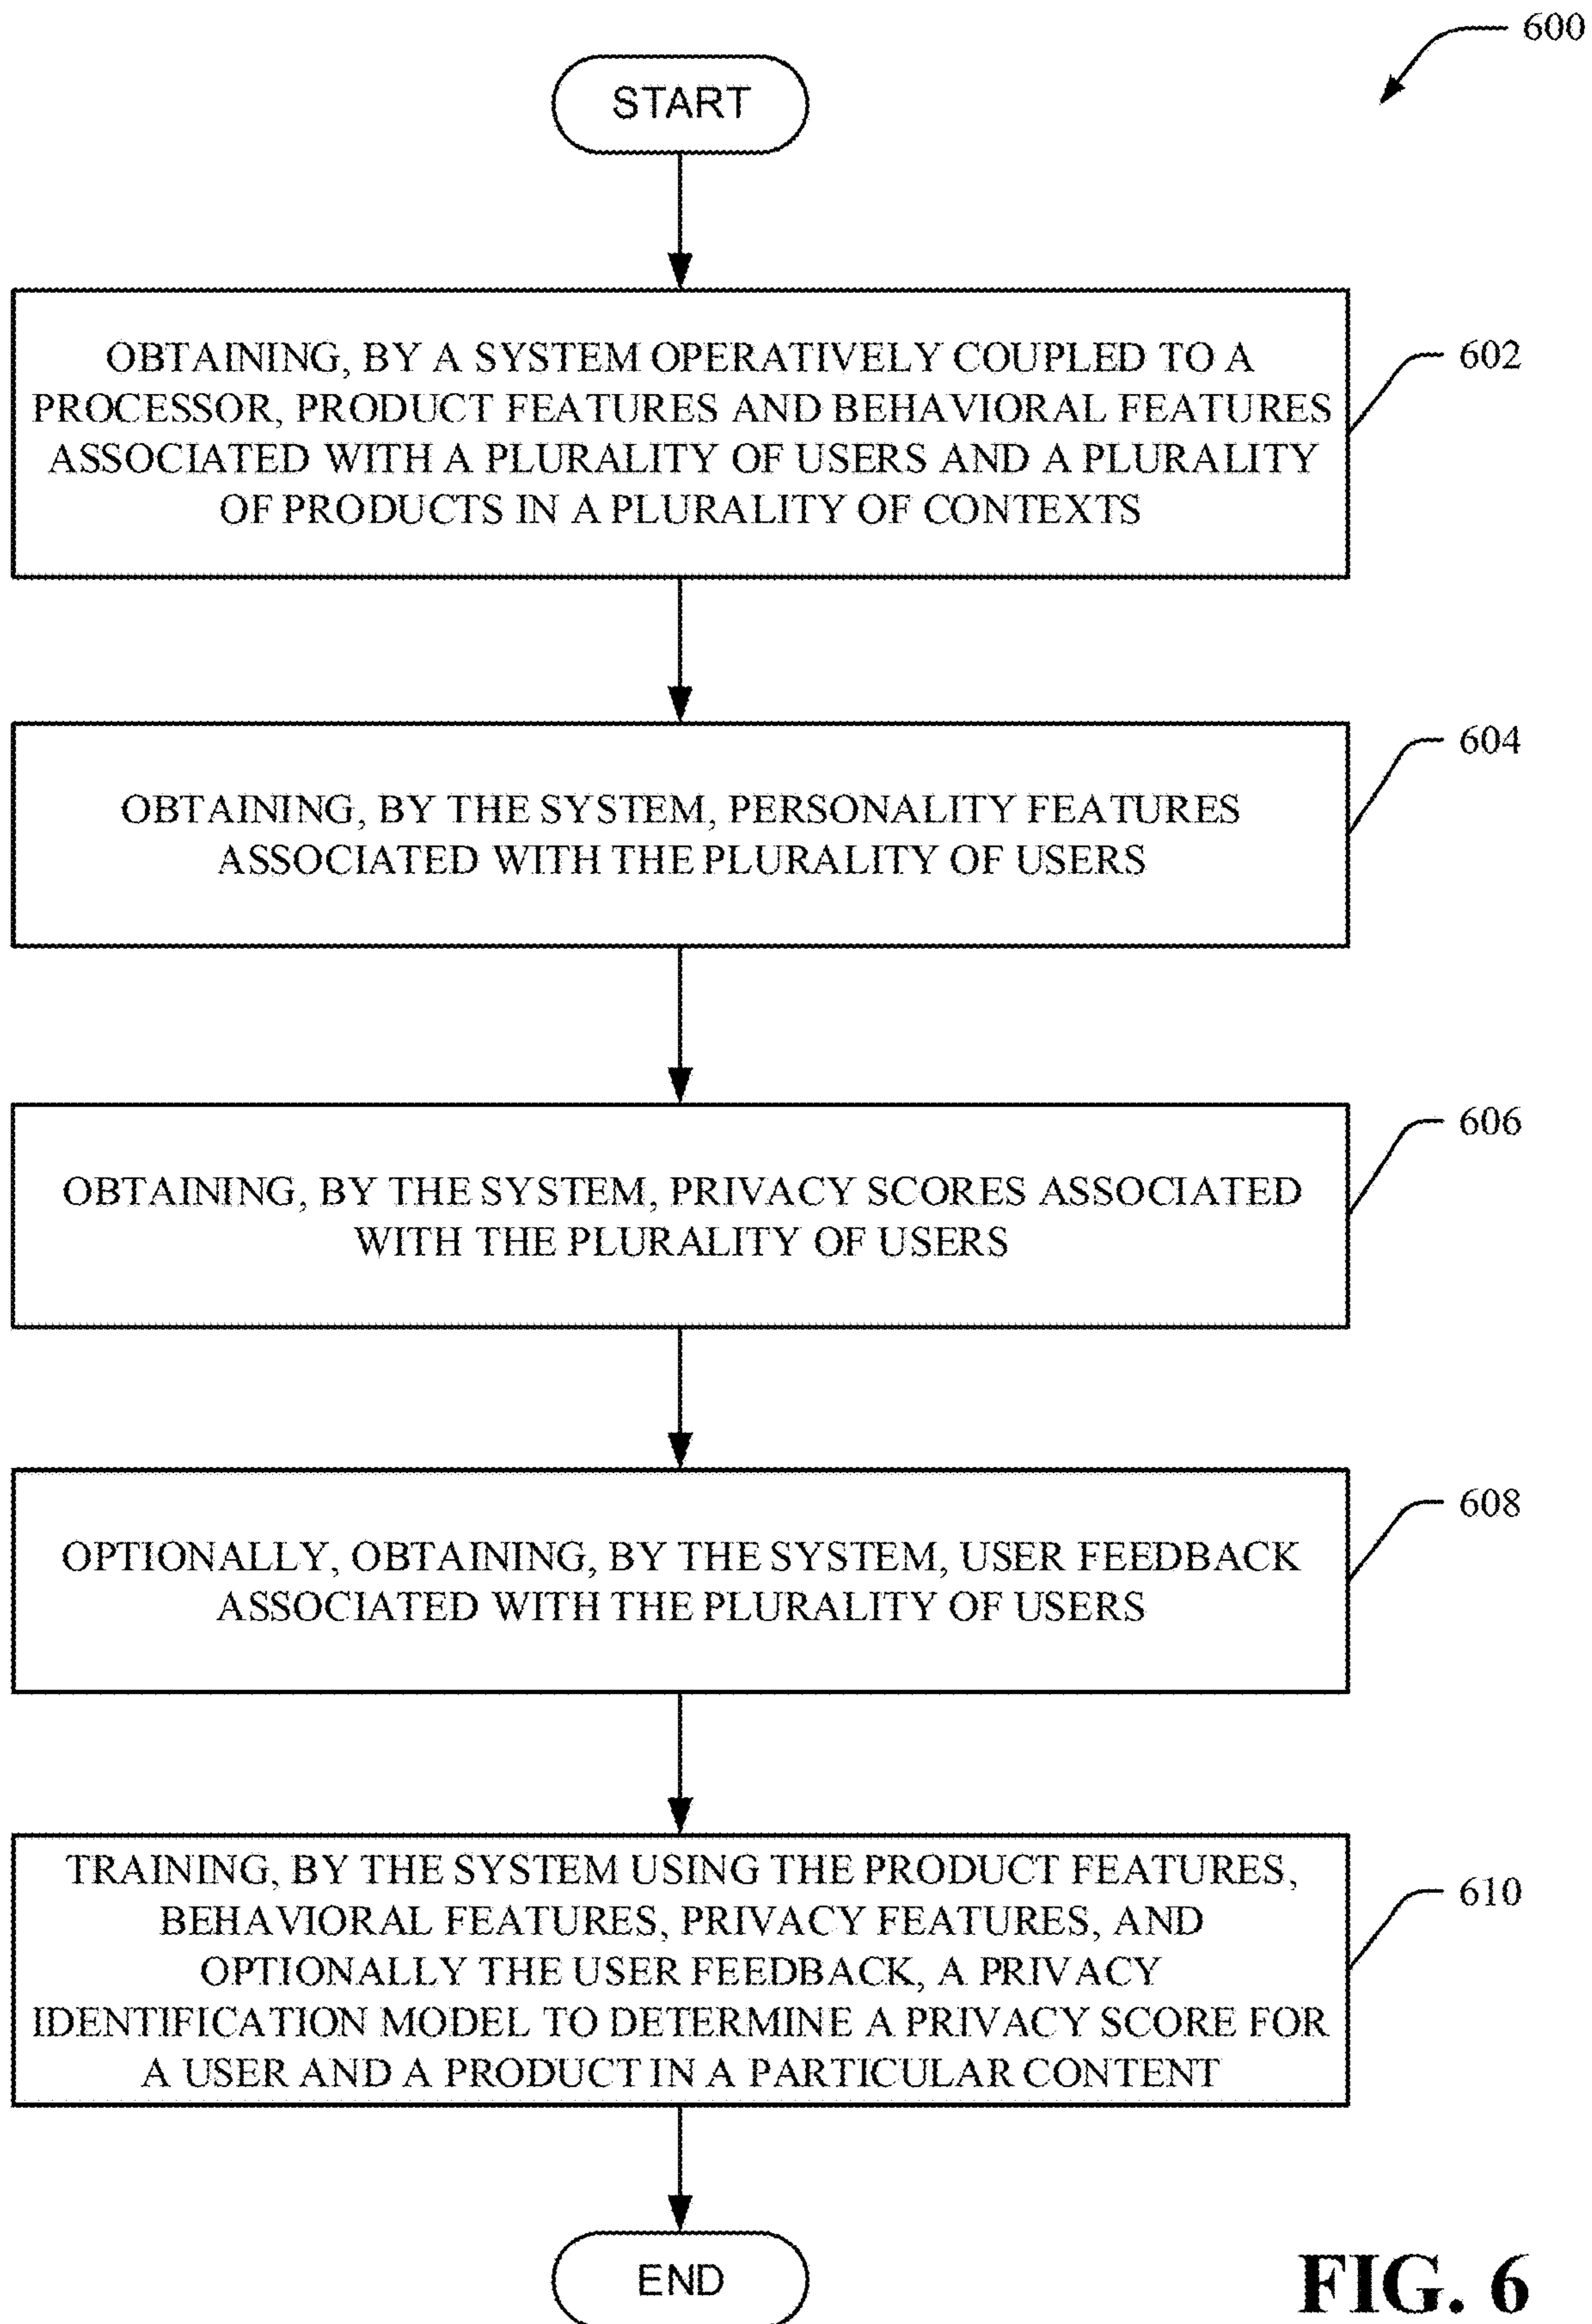 600
START
OBTAINING, BY A SYSTEM OPERATIVELY COUPLED TO A
PROCESSOR, PRODUCT FEATURES AND BEHAVIORAL FEATURES
ASSOCIATED WITH A PLURALITY OF USERS AND A PLURALITY
OF PRODUCTS IN A PLURALITY OF CONTEXTS
602
OBTAINING, BY THE SYSTEM, PERSONALITY FEATURES
ASSOCIATED WITH THE PLURALITY OF USERS
604
OBTAINING, BY THE SYSTEM, PRIVACY SCORES ASSOCIATED
WITH THE PLURALITY OF USERS
606
OPTIONALLY, OBTAINING, BY THE SYSTEM, USER FEEDBACK
ASSOCIATED WITH THE PLURALITY OF USERS
608
TRAINING, BY THE SYSTEM USING THE PRODUCT FEATURES,
BEHAVIORAL FEATURES, PRIVACY FEATURES, AND
OPTIONALLY THE USER FEEDBACK, A PRIVACY
IDENTIFICATION MODEL TO DETERMINE A PRIVACY SCORE FOR
A USER AND A PRODUCT IN A PARTICULAR CONTENT
610
END
FIG. 6